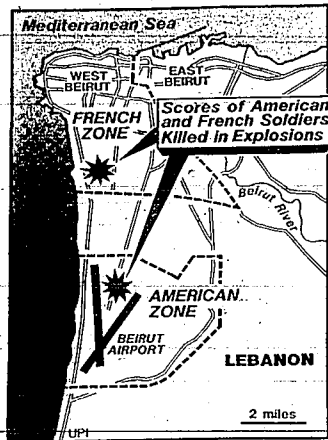 Mediterranean Sea
WEST
BEIRUT
EAST
BEIRUT
FRENCH
ZONE
Scores of American
and French Soldiers
Killed in Explosions
Beirut
River
AMERICAN
ZONE
BEIRUT
AIRPORT
LEBANON
2 miles
UPI